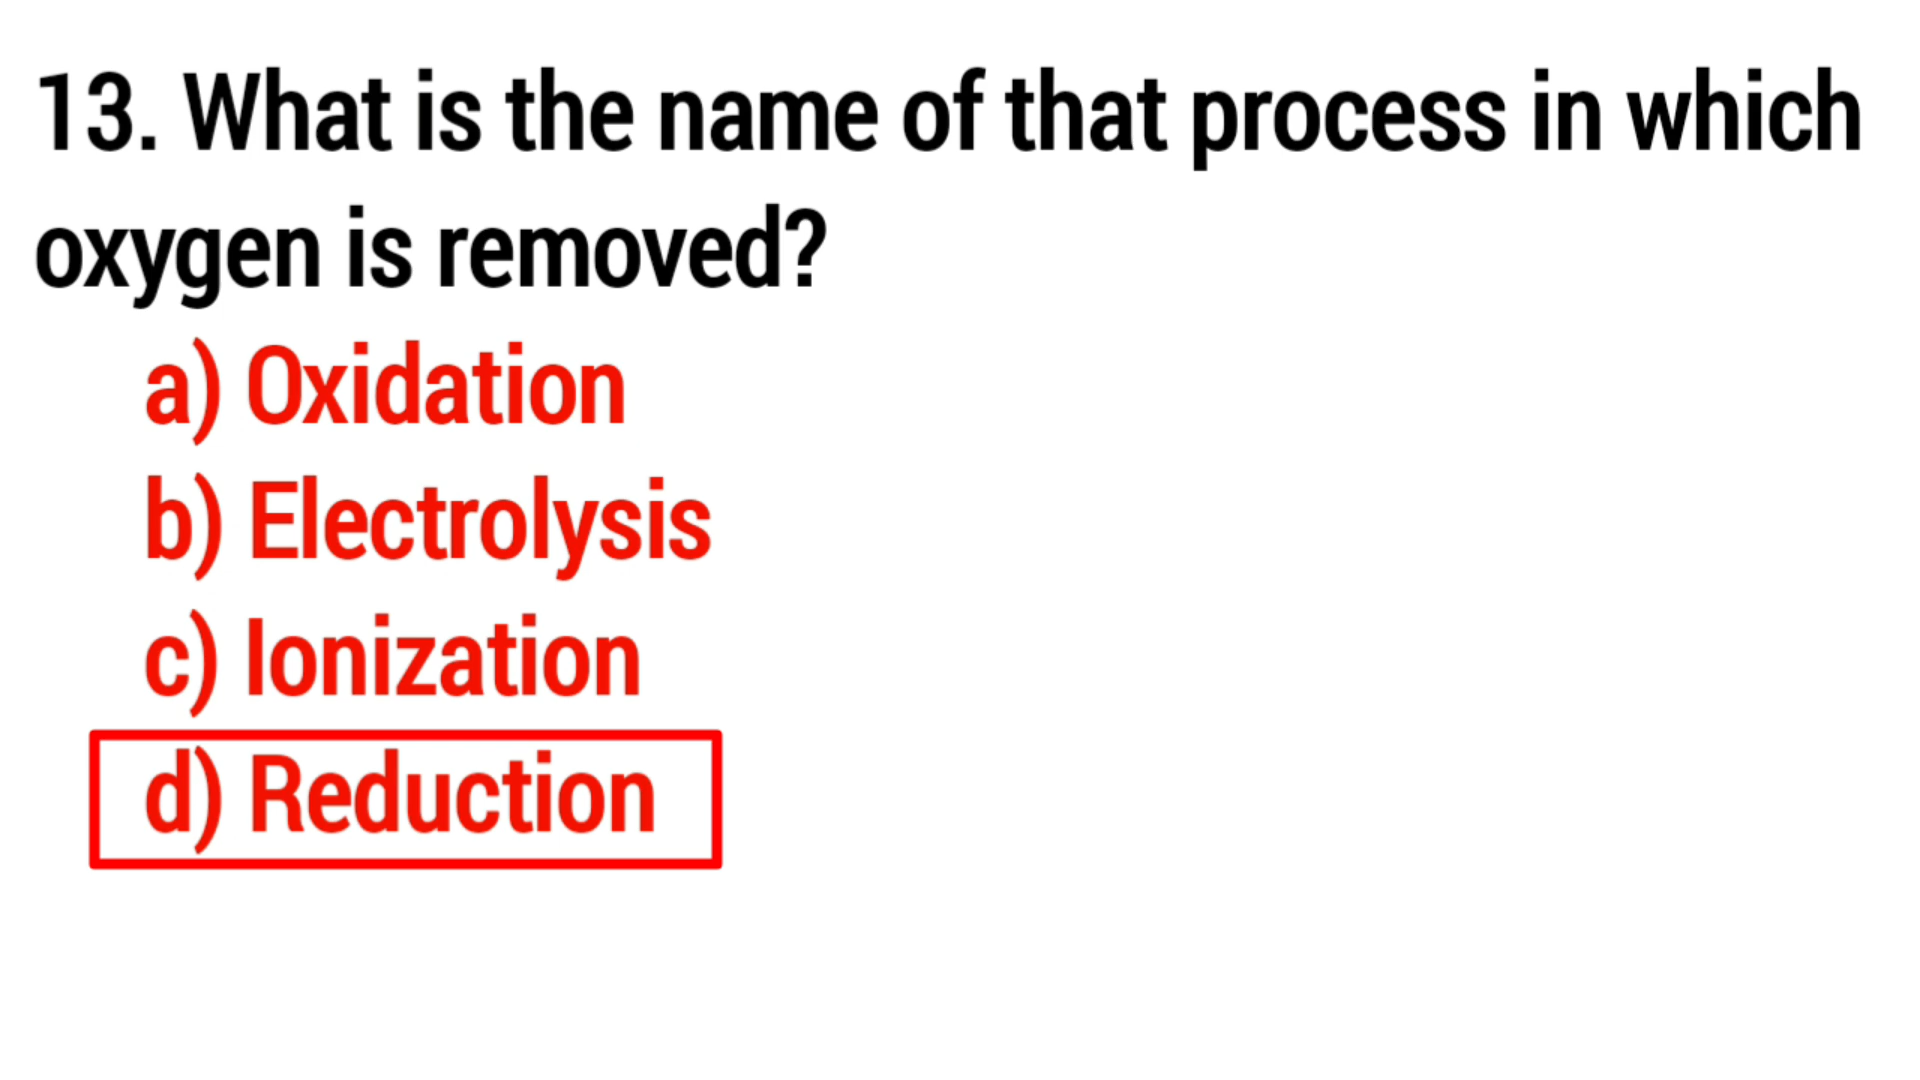 13. What is the name of that process in which
oxygen is removed?
a) Oxidation
b) Electrolysis
c) Ionization
d) Reduction